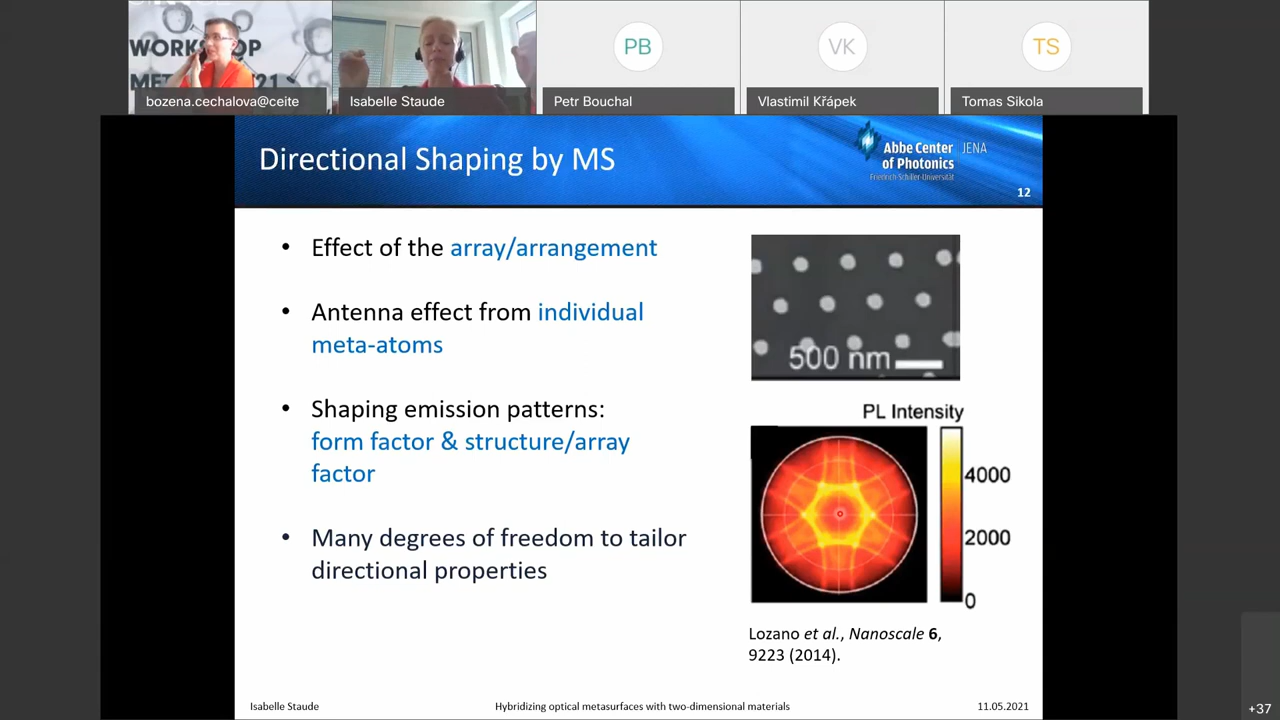 WORKSHOP
bozena.cechalova@ceite
Isabelle Staude
PB
Petr Bouchal
VK
Vlastimil Křápek
TS
Tomas Sikola
Directional Shaping by MS
Abbe Center
of Photonics
JENA
Friedrich-Schiller-Universität
12
• Effect of the array/arrangement
• Antenna effect from individual
meta-atoms
• Shaping emission patterns:
form factor & structure/array
factor
• Many degrees of freedom to tailor
directional properties
500 nm
PL Intensity
4000
2000
0
Lozano et al., Nanoscale 6,
9223 (2014).
Isabelle Staude
Hybridizing optical metasurfaces with two-dimensional materials
11.05.2021
+37